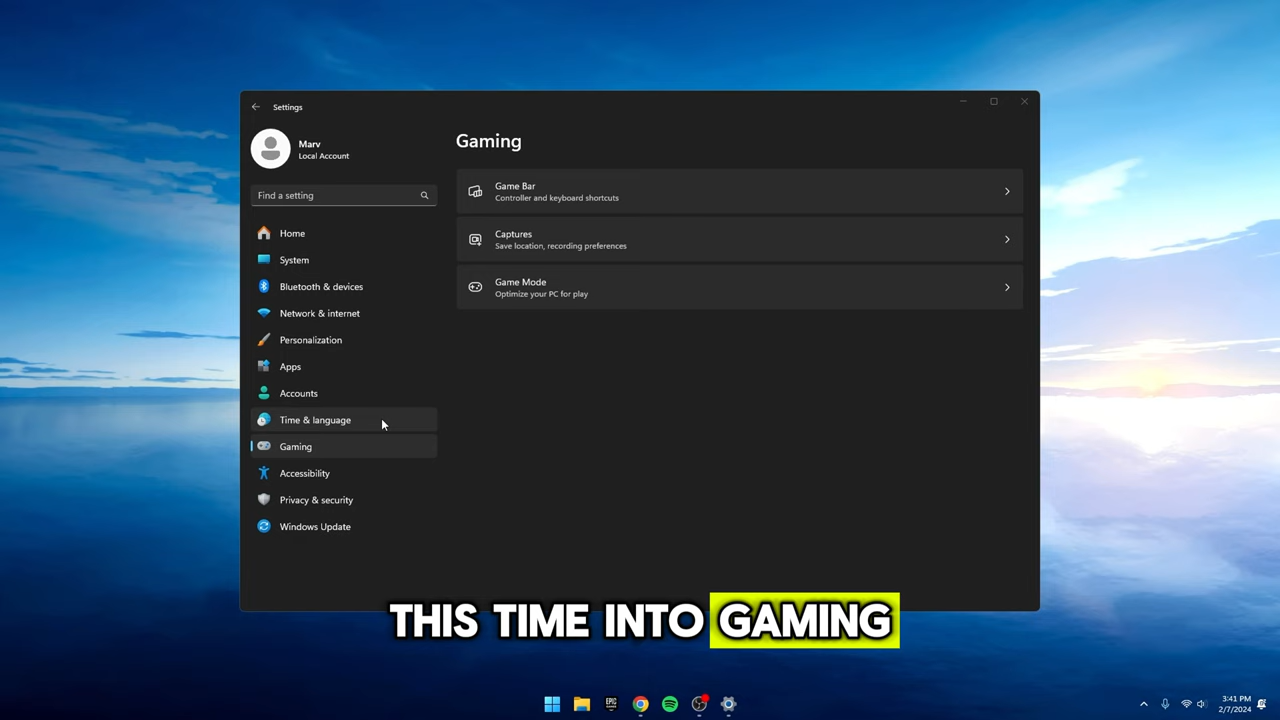 Settings
Marv
Local Account
Find a setting
Home
System
Bluetooth & devices
Network & internet
Personalization
Apps
Accounts
Time & language
Gaming
Accessibility
Privacy & security
Windows Update
Gaming
Game Bar
Controller and keyboard shortcuts
Captures
Save location, recording preferences
Game Mode
Optimize your PC for play
THIS TIME INTO GAMING
EPIC
GAMES
3:41 PM
2/7/2024